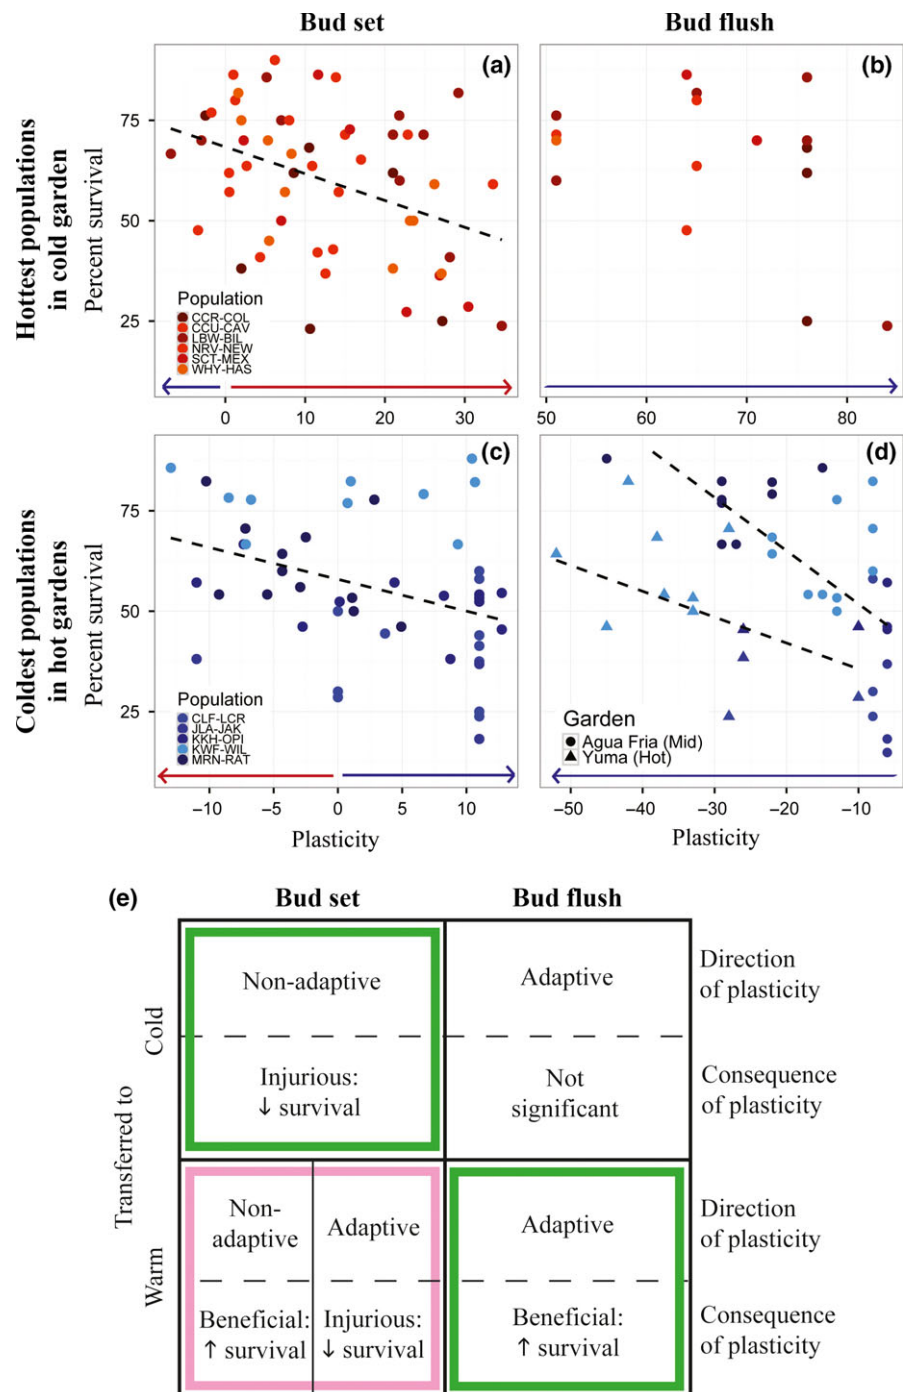 Bud set
Bud flush
Hottest populations
in cold garden
Percent survival
(a)
75
50
25
Population
CCR-COL
CCU-CAV
LBW-BIL
NRV-NEW
SCT-MEX
WHY-HAS
0
10
20
30
(b)
50
60
70
80
Coldest populations
in hot gardens
Percent survival
(c)
75
50
25
Population
CLF-LCR
JLA-JAK
KKH-OPI
KWF-WIL
MRN-RAT
−10
−5
0
5
10
Plasticity
(d)
Garden
Agua Fria (Mid)
Yuma (Hot)
−50
−40
−30
−20
−10
Plasticity
(e)
Bud set
Bud flush
Transferred to
Cold
Non-adaptive
Adaptive
Direction
of plasticity
Injurious:
↓ survival
Not
significant
Consequence
of plasticity
Warm
Non-
adaptive
Adaptive
Adaptive
Direction
of plasticity
Beneficial:
↑ survival
Injurious:
↓ survival
Beneficial:
↑ survival
Consequence
of plasticity